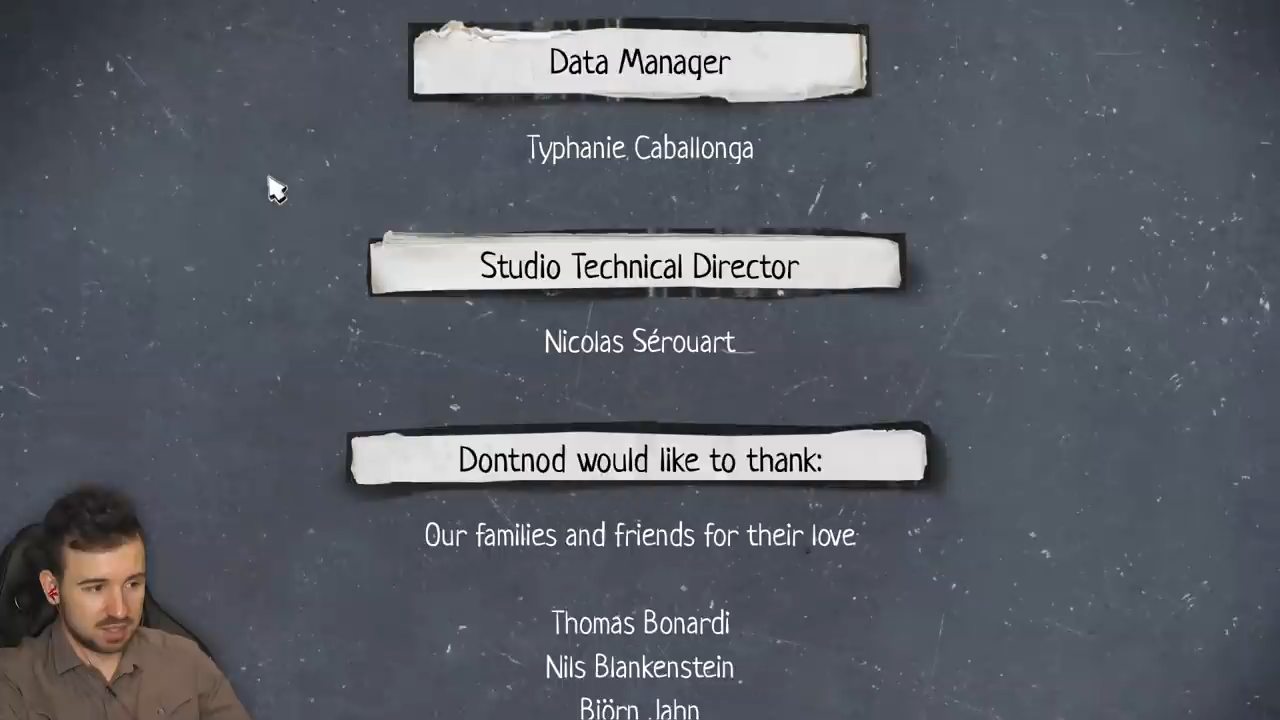 Data Manager
Typhanie Caballonga
Studio Technical Director
Nicolas Sérouart
Dontnod would like to thank:
Our families and friends for their love
Thomas Bonardi
Nils Blankenstein
Björn Jahn